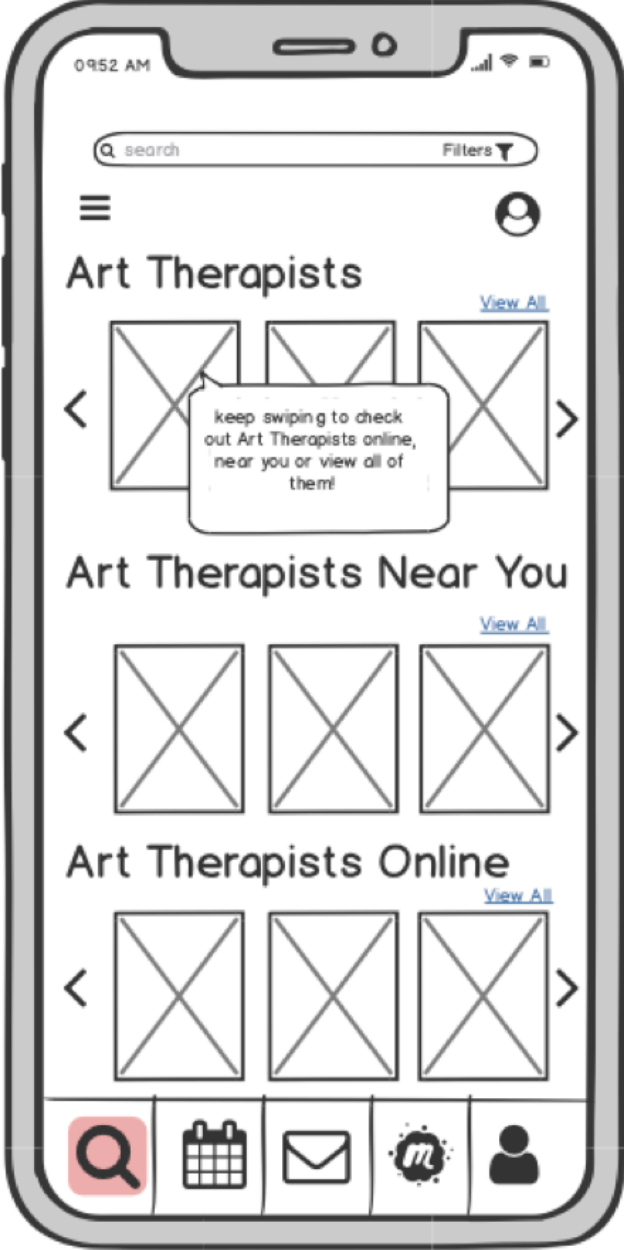 09:52 AM
search
Filters
Art Therapists
View All
keep swiping to check
out Art Therapists online,
near you or view all of
them!
Art Therapists Near You
View All
Art Therapists Online
View All
m